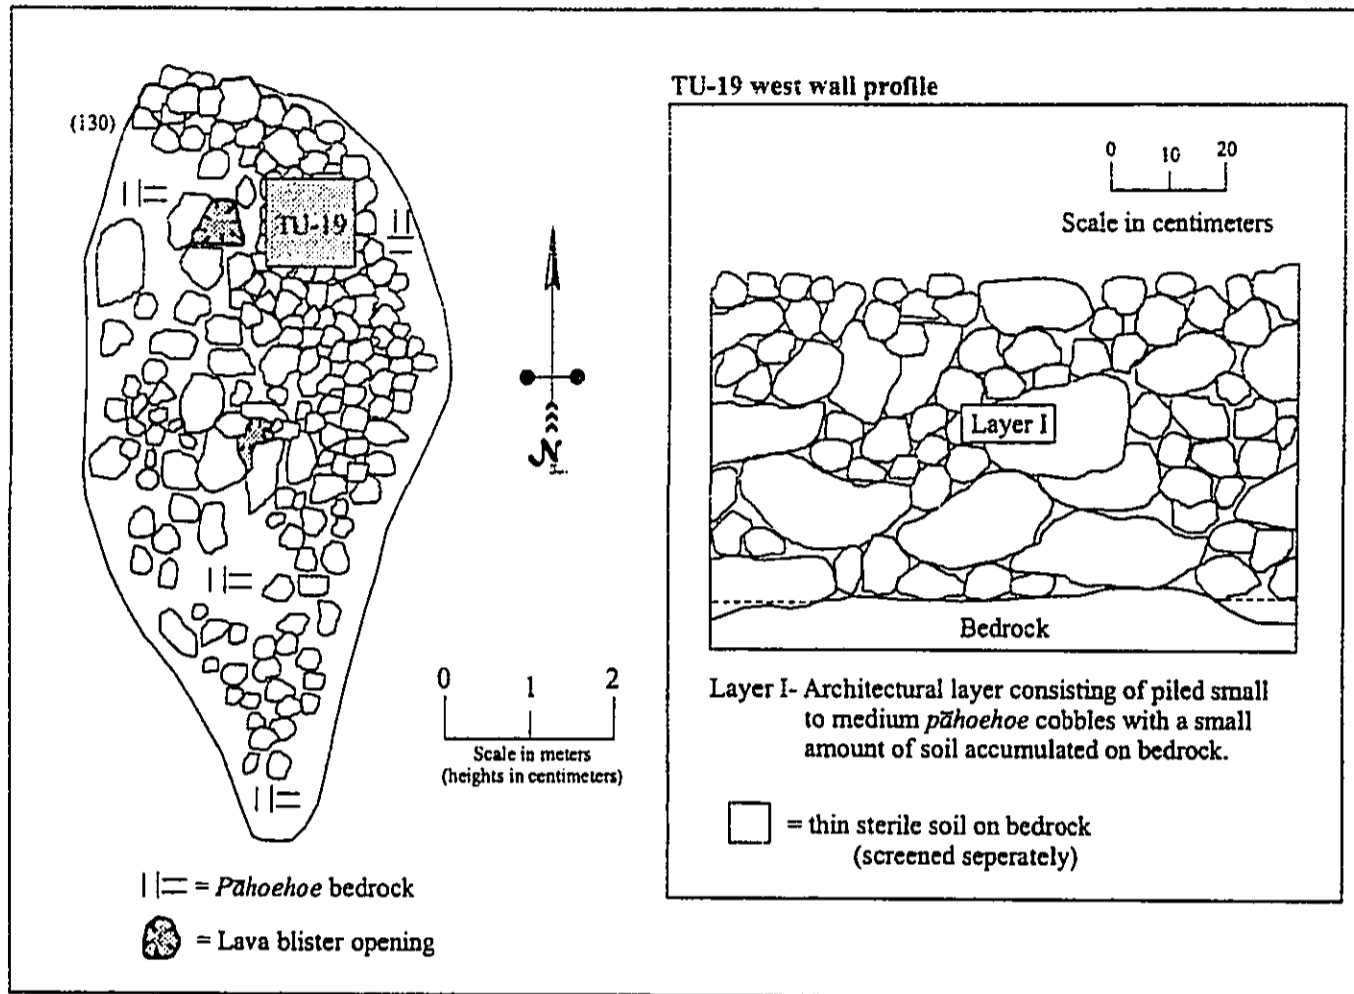 (130)
TU-19
0 1 2
Scale in meters
(heights in centimeters)
= Pāhoehoe bedrock
= Lava blister opening
TU-19 west wall profile
0 10 20
Scale in centimeters
Layer I
Bedrock
Layer I- Architectural layer consisting of piled small
to medium pāhoehoe cobbles with a small
amount of soil accumulated on bedrock.
= thin sterile soil on bedrock
(screened seperately)